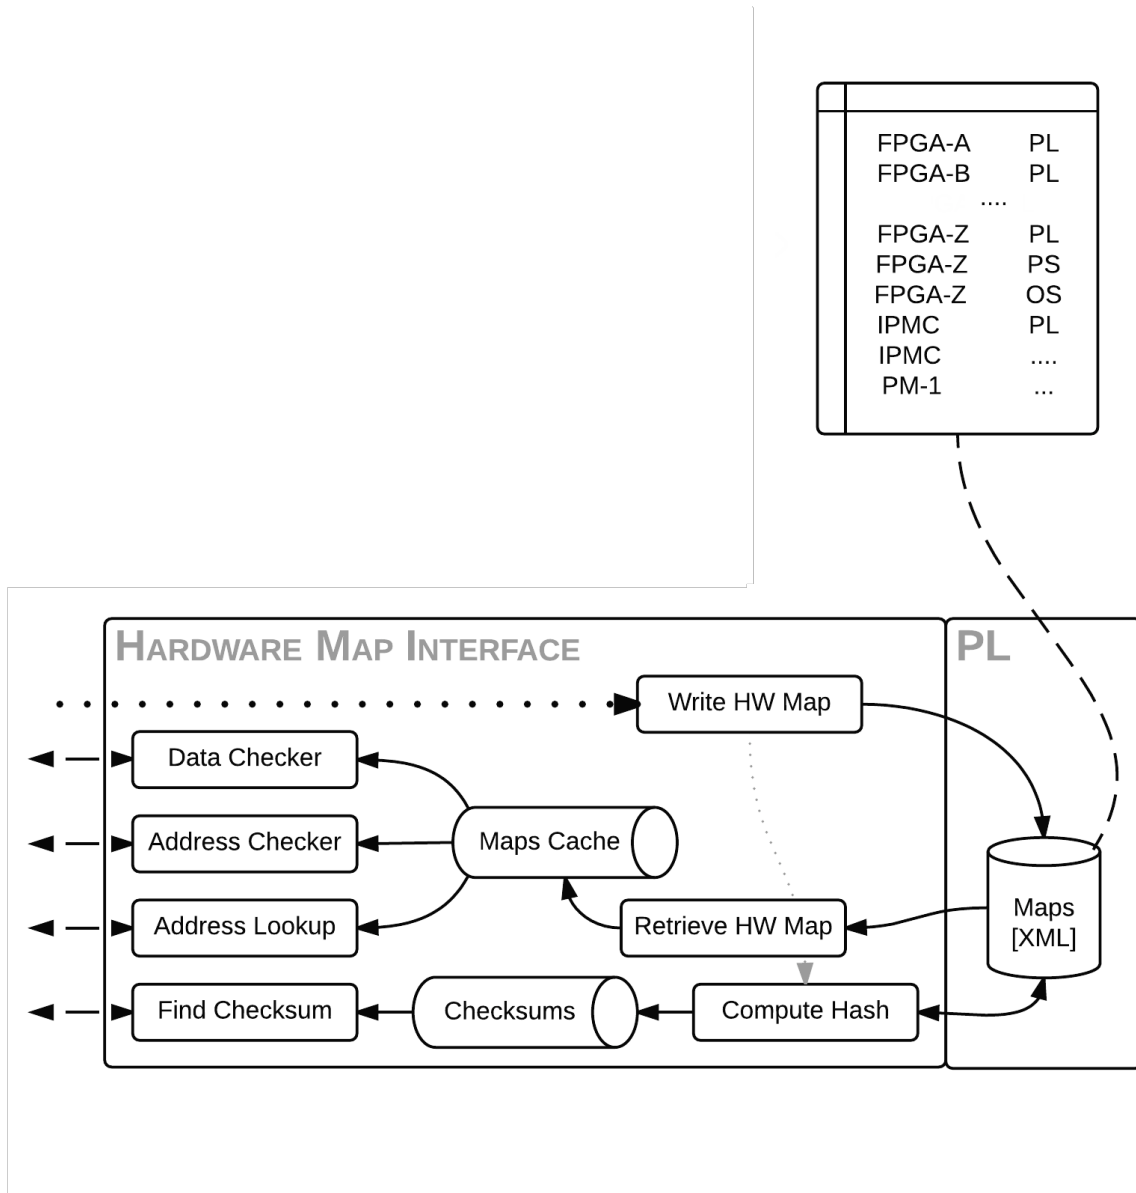 FPGA-A PL
FPGA-B PL
....
FPGA-Z PL
FPGA-Z PS
FPGA-Z OS
IPMC PL
IPMC ....
PM-1 ...
HARDWARE MAP INTERFACE
PL
Write HW Map
Data Checker
Address Checker
Maps Cache
Address Lookup
Retrieve HW Map
Maps
[XML]
Find Checksum
Checksums
Compute Hash